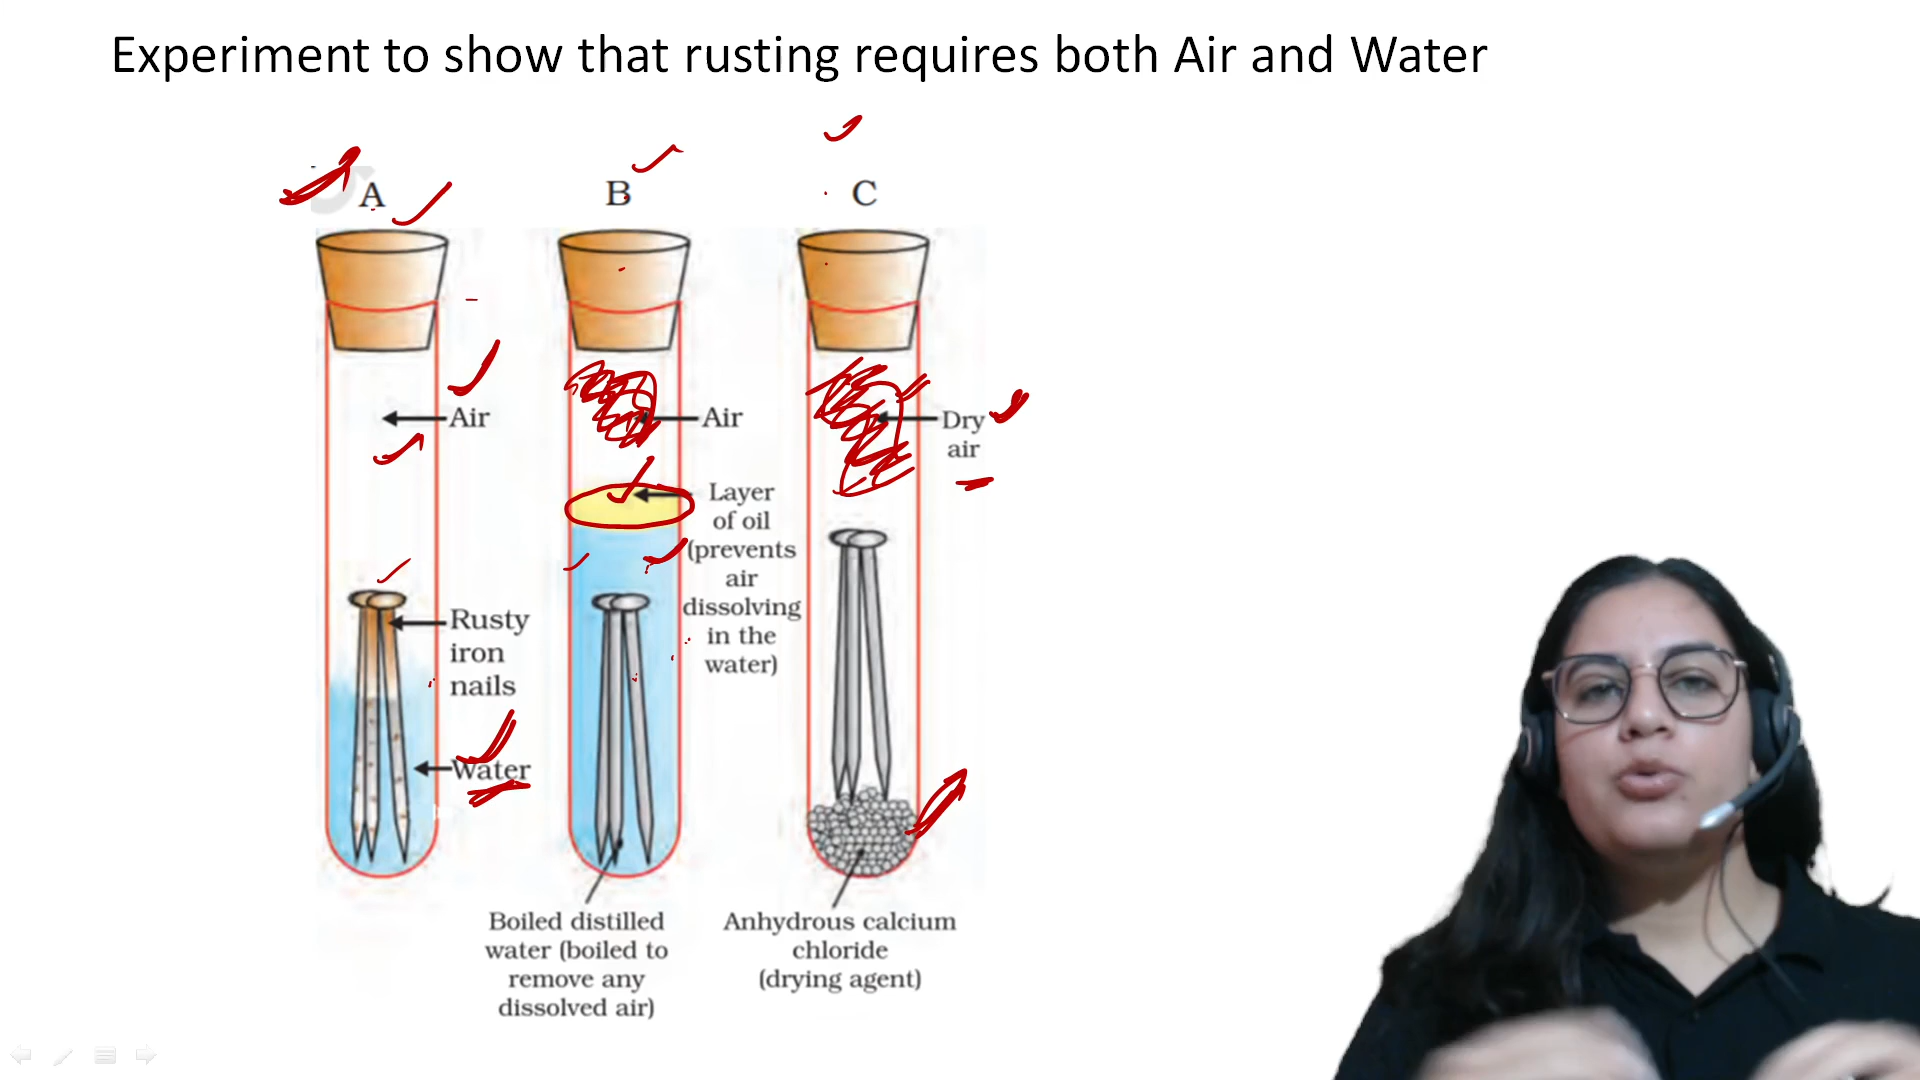 Experiment to show that rusting requires both Air and Water
A
B
C
Air
Rusty
iron
nails
Water
Air
Layer
of oil
(prevents
air
dissolving
in the
water)
Dry
air
Boiled distilled
water (boiled to
remove any
dissolved air)
Anhydrous calcium
chloride
(drying agent)